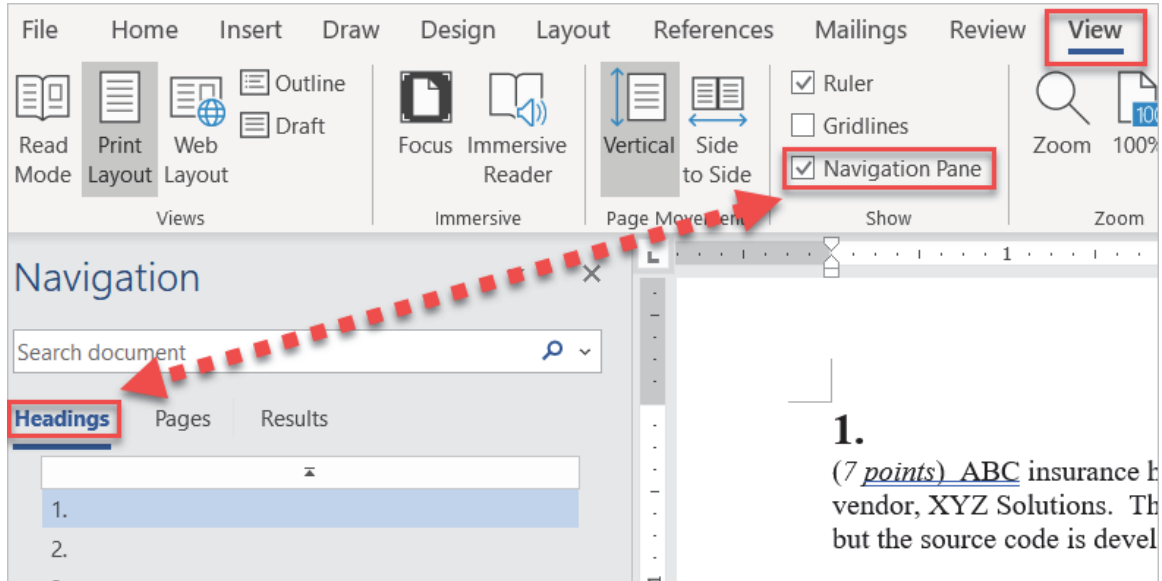 File Home Insert Draw Design Layout References Mailings Review View
Read Mode
Print Layout
Web Layout
Outline
Draft
Focus
Immersive Reader
Vertical
Side to Side
Ruler
Gridlines
Navigation Pane
Zoom
100%
Views Immersive Page Movement Show Zoom
Navigation
Search document
Headings Pages Results
1.
2.
L
1
1.
(7 points) ABC insurance
vendor, XYZ Solutions. Th
but the source code is devel